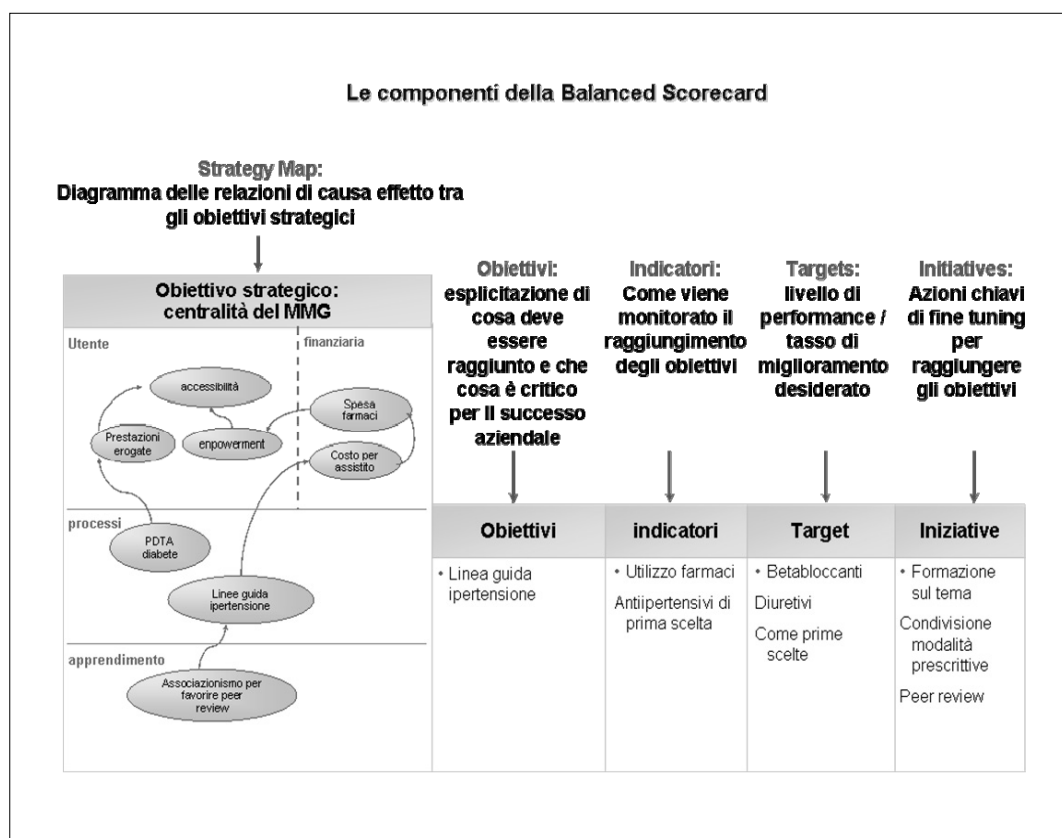 Le componenti della Balanced Scorecard
Strategy Map:
Diagramma delle relazioni di causa effetto tra
gli obiettivi strategici
Obiettivo strategico:
centralità del MMG
Utente
finanziaria
accessibilità
Spesa
farmaci
Prestazioni
erogate
enpowerment
Costo per
assistito
processi
PDTA
diabete
Linee guida
ipertensione
apprendimento
Associazionismo per
favorire peer
review
Obiettivi:
esplicitazione di
cosa deve
essere
raggiunto e che
cosa è critico
per il successo
aziendale
Obiettivi
• Linea guida
ipertensione
Indicatori:
Come viene
monitorato il
raggiungimento
degli obiettivi
indicatori
• Utilizzo farmaci
Antiipertensivi di
prima scelta
Targets:
livello di
performance /
tasso di
miglioramento
desiderato
Target
• Betabloccanti
Diuretivi
Come prime
scelte
Initiatives:
Azioni chiavi
di fine tuning
per
raggiungere
gli obiettivi
Iniziative
• Formazione
sul tema
Condivisione
modalità
prescrittive
Peer review